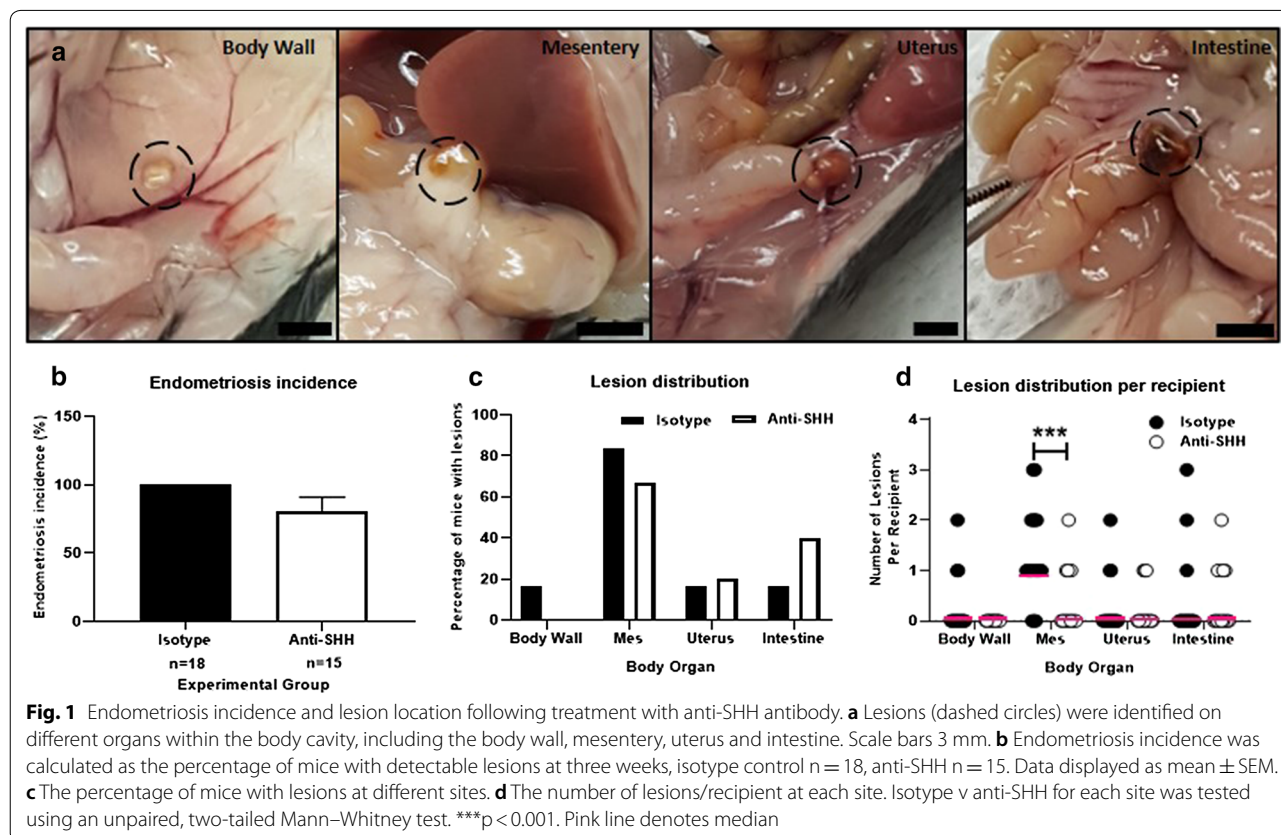 a
Body Wall
Mesentery
Uterus
Intestine
b
Endometriosis incidence
Endometriosis incidence (%)
150
100
50
0
Isotype
Anti-SHH
n=18
n=15
Experimental Group
c
Lesion distribution
Percentage of mice with lesions
100
80
60
40
20
0
Isotype
Anti-SHH
Body Wall
Mes
Uterus
Intestine
Body Organ
d
Lesion distribution per recipient
Number of Lesions
Per Recipient
4
3
2
1
0
***
Isotype
Anti-SHH
Body Wall
Mes
Uterus
Intestine
Body Organ
Fig. 1 Endometriosis incidence and lesion location following treatment with anti-SHH antibody. a Lesions (dashed circles) were identified on
different organs within the body cavity, including the body wall, mesentery, uterus and intestine. Scale bars 3 mm. b Endometriosis incidence was
calculated as the percentage of mice with detectable lesions at three weeks, isotype control n = 18, anti-SHH n = 15. Data displayed as mean ± SEM.
c The percentage of mice with lesions at different sites. d The number of lesions/recipient at each site. Isotype v anti-SHH for each site was tested
using an unpaired, two-tailed Mann–Whitney test. ***p < 0.001. Pink line denotes median